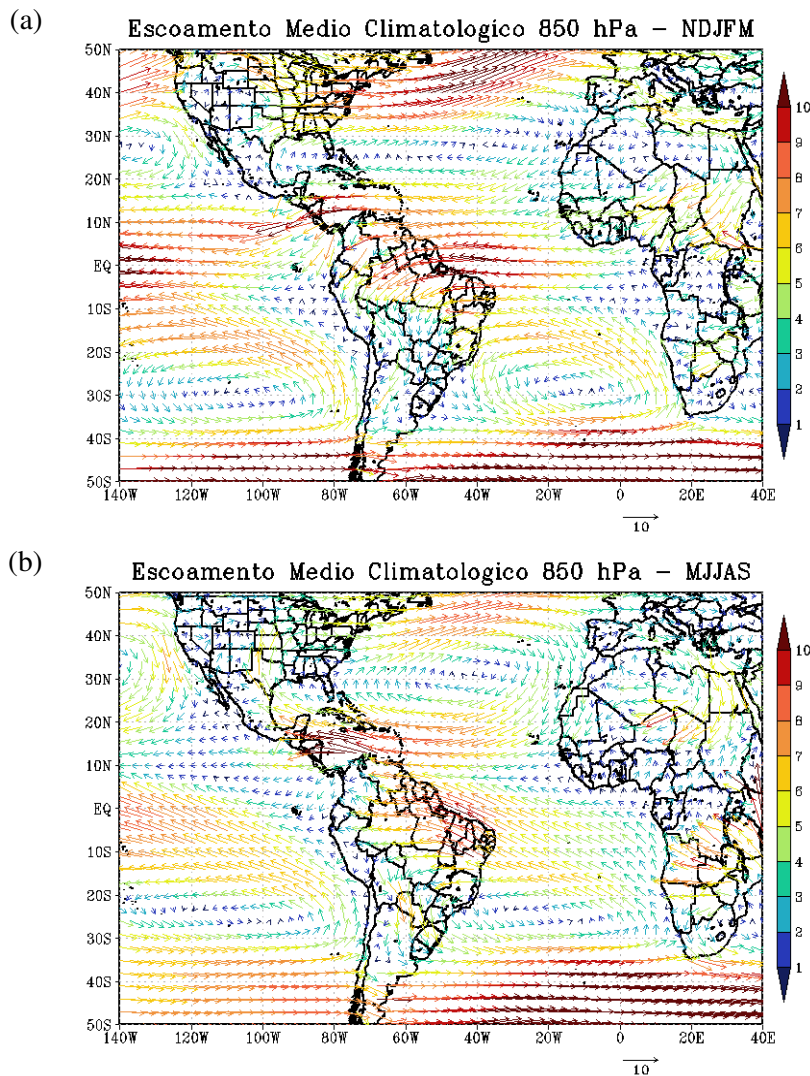 (a)
Escoamento Medio Climatologico 850 hPa – NDJFM
50N
40N
30N
20N
10N
EQ
10S
20S
30S
40S
50S
140W 120W 100W 80W 60W 40W 20W 0 20E 40E
10
9
8
7
6
5
4
3
2
1
10
(b)
Escoamento Medio Climatologico 850 hPa – MJJAS
50N
40N
30N
20N
10N
EQ
10S
20S
30S
40S
50S
140W 120W 100W 80W 60W 40W 20W 0 20E 40E
10
9
8
7
6
5
4
3
2
1
10